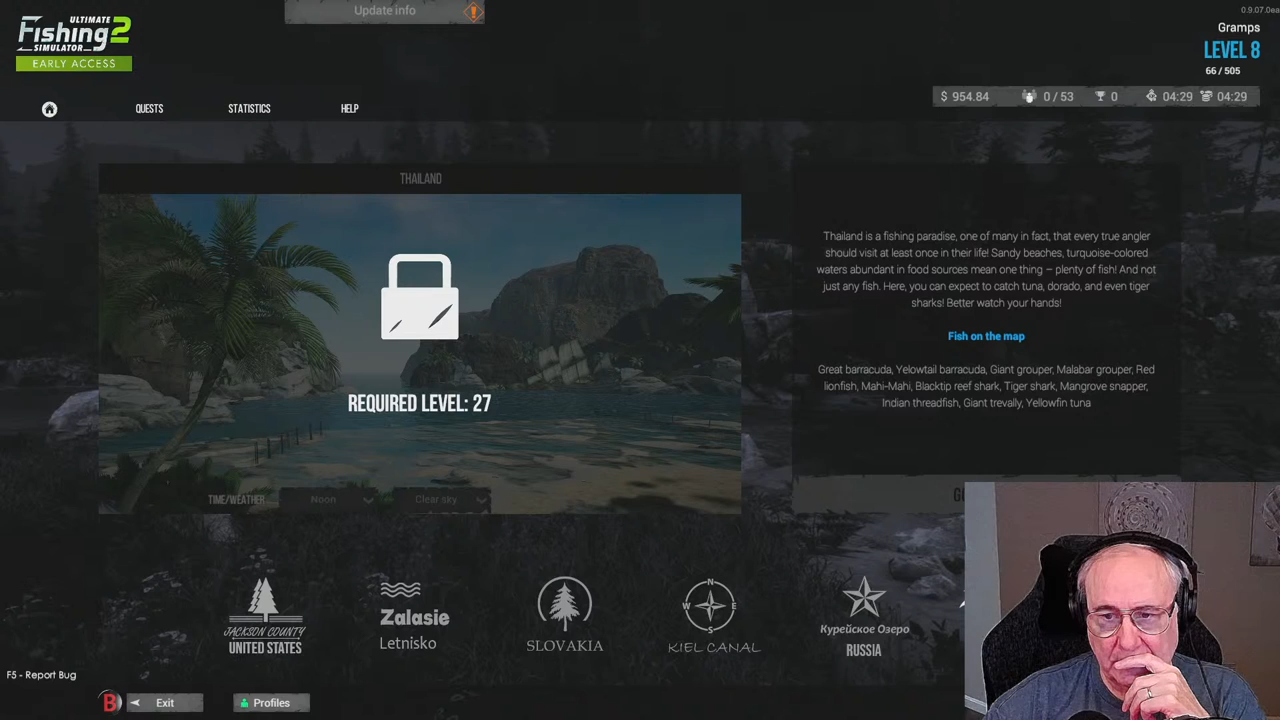 ULTIMATE
Fishing 2
SIMULATOR
EARLY ACCESS
Update info
0.9.07.0ea
Gramps
LEVEL 8
66 / 505
$ 954.84 0 / 53 0 04:29 04:29
QUESTS STATISTICS HELP
THAILAND
REQUIRED LEVEL: 27
TIME/WEATHER Noon Clear sky
Thailand is a fishing paradise, one of many in fact, that every true angler
should visit at least once in their life! Sandy beaches, turquoise-colored
waters abundant in food sources mean one thing – plenty of fish! And not
just any fish. Here, you can expect to catch tuna, dorado, and even tiger
sharks! Better watch your hands!
Fish on the map
Great barracuda, Yelowtail barracuda, Giant grouper, Malabar grouper, Red
lionfish, Mahi-Mahi, Blacktip reef shark, Tiger shark, Mangrove snapper,
Indian threadfish, Giant trevally, Yellowfin tuna
JACKSON COUNTY
UNITED STATES
Zalasie
Letnisko
SLOVAKIA
N
W E
S
KIEL CANAL
Курейское Озеро
RUSSIA
F5 - Report Bug
B Exit Profiles